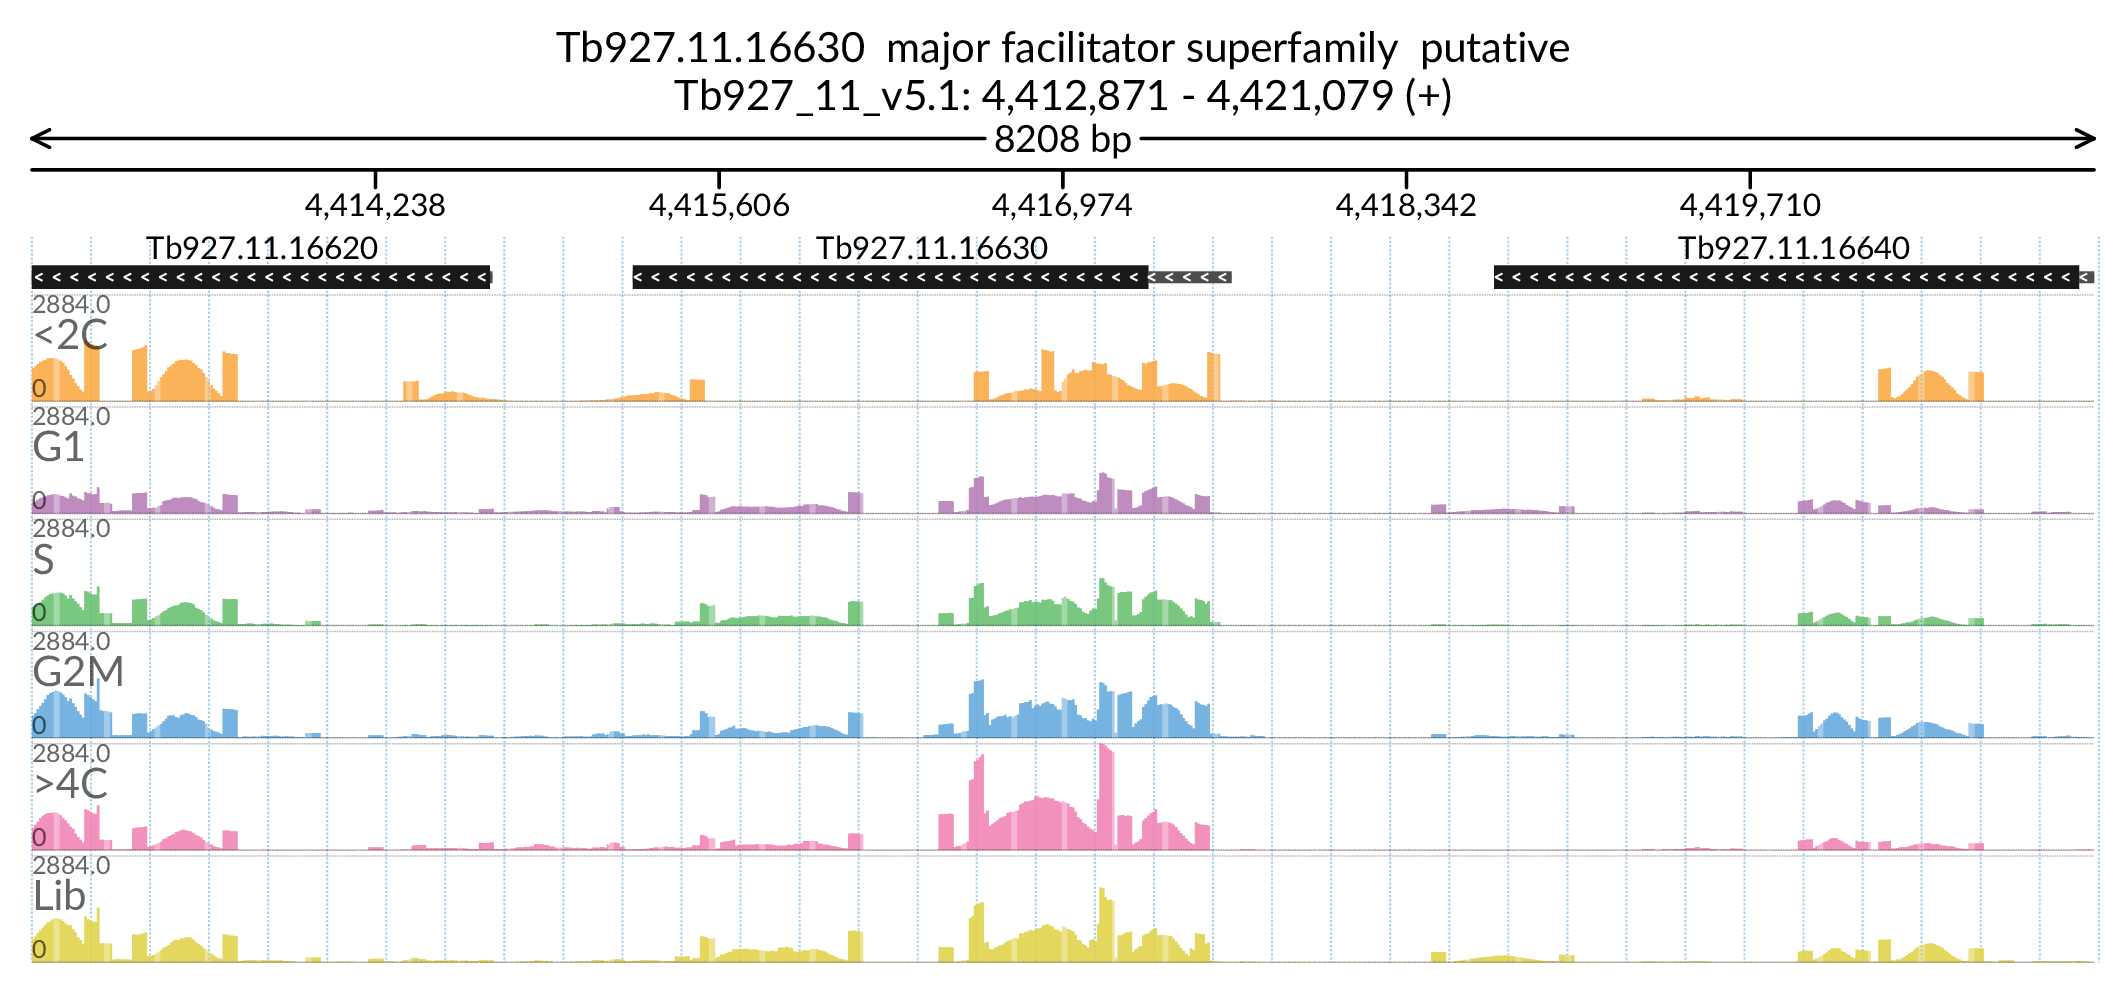 Tb927.11.16630 major facilitator superfamily putative
Tb927_11_v5.1: 4,412,871 - 4,421,079 (+)
8208 bp
4,414,238 4,415,606 4,416,974 4,418,342 4,419,710
Tb927.11.16620 Tb927.11.16630 Tb927.11.16640
2884.0
<2C
0
2884.0
G1
0
2884.0
S
0
2884.0
G2M
0
2884.0
>4C
0
2884.0
Lib
0